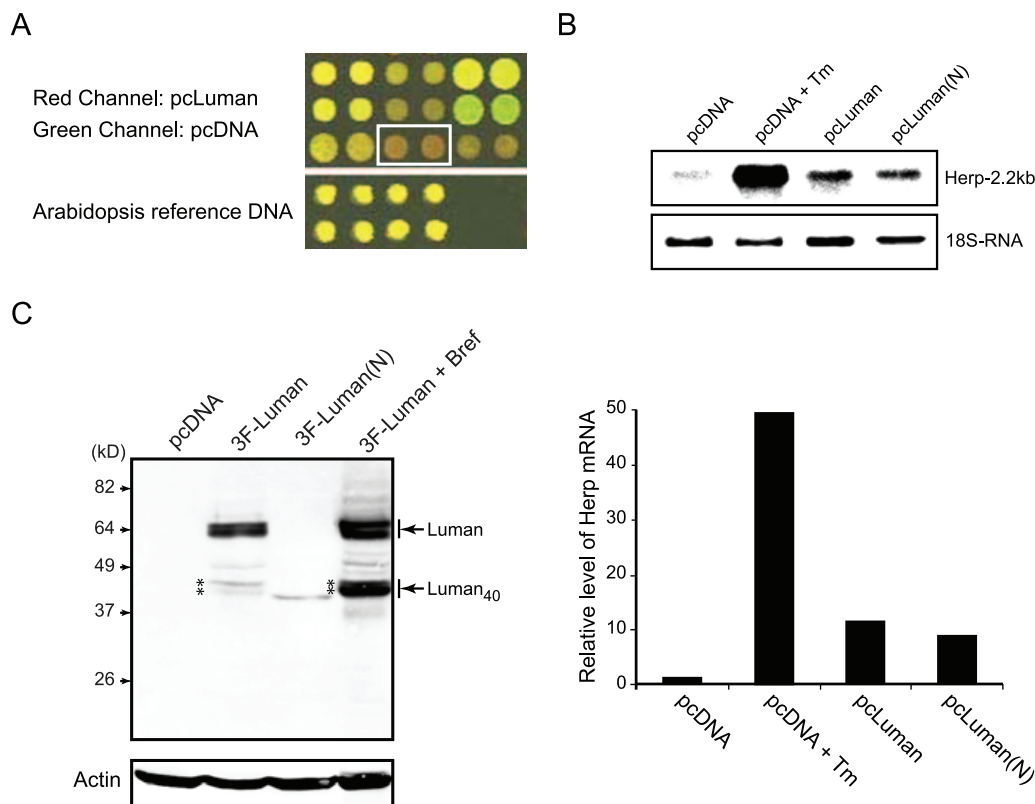 A
Red Channel: pcLuman
Green Channel: pcDNA
Arabidopsis reference DNA
B
pcDNA
pcDNA + Tm
pcLuman
pcLuman(N)
Herp-2.2kb
18S-RNA
C
pcDNA
3F-Luman
3F-Luman(N)
3F-Luman + Bref
(kD)
82
64
49
37
26
*
*
*
*
Luman
Luman40
Actin
Relative level of Herp mRNA
50
40
30
20
10
0
pcDNA
pcDNA + Tm
pcLuman
pcLuman(N)